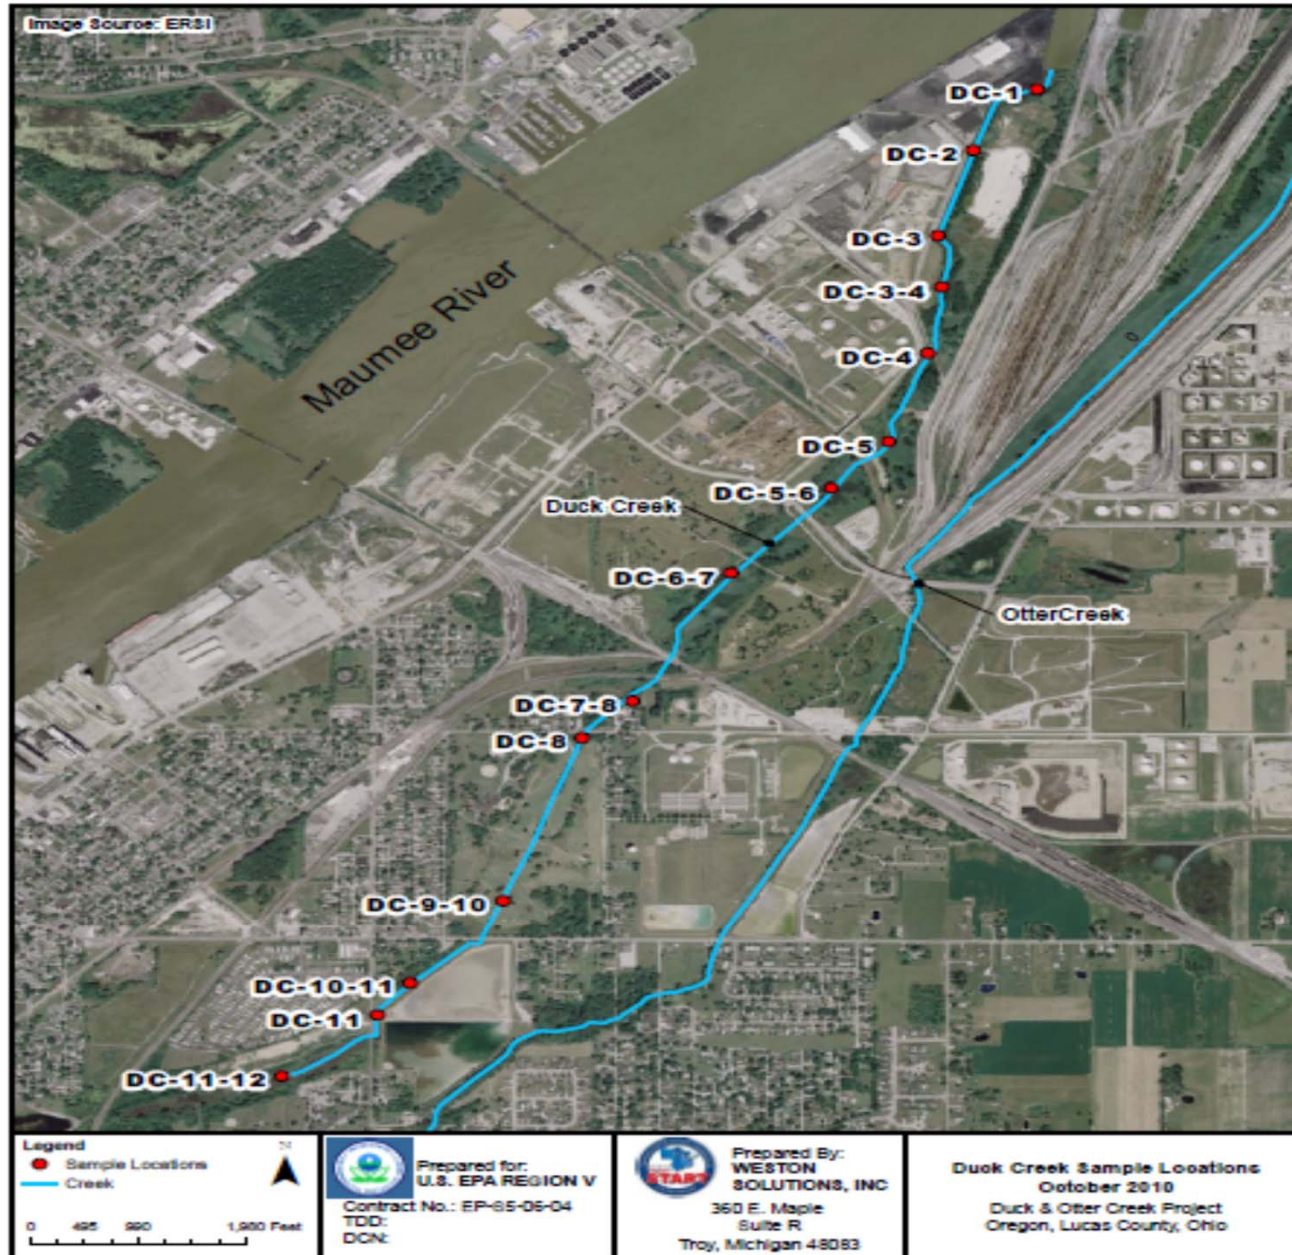 Image Source: ERSI
DC-1
DC-2
DC-3
DC-3-4
DC-4
Maumee River
DC-5
DC-5-6
Duck Creek
DC-6-7
OtterCreek
DC-7-8
DC-8
DC-9-10
DC-10-11
DC-11
DC-11-12
Legend
Sample Locations
Creek
N
0 495 990 1,980 Feet
Prepared for:
U.S. EPA REGION V
Contract No.: EP-S5-06-04
TDD:
DCN:
START
Prepared By:
WESTON
SOLUTIONS, INC
360 E. Maple
Suite R
Troy, Michigan 48083
Duck Creek Sample Locations
October 2010
Duck & Otter Creek Project
Oregon, Lucas County, Ohio